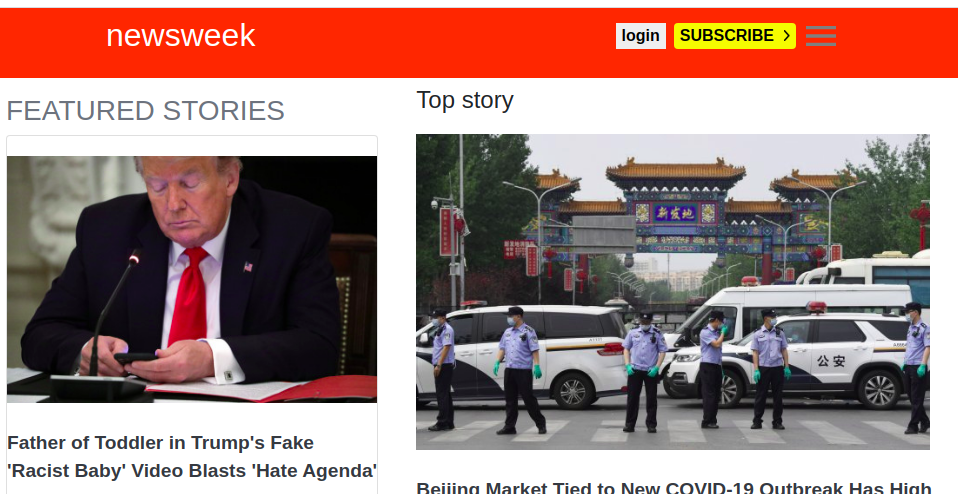 newsweek
login
SUBSCRIBE
FEATURED STORIES
Top story
新发地
公安
Father of Toddler in Trump's Fake
'Racist Baby' Video Blasts 'Hate Agenda'
Beijing Market Tied to New COVID-19 Outbreak Has High